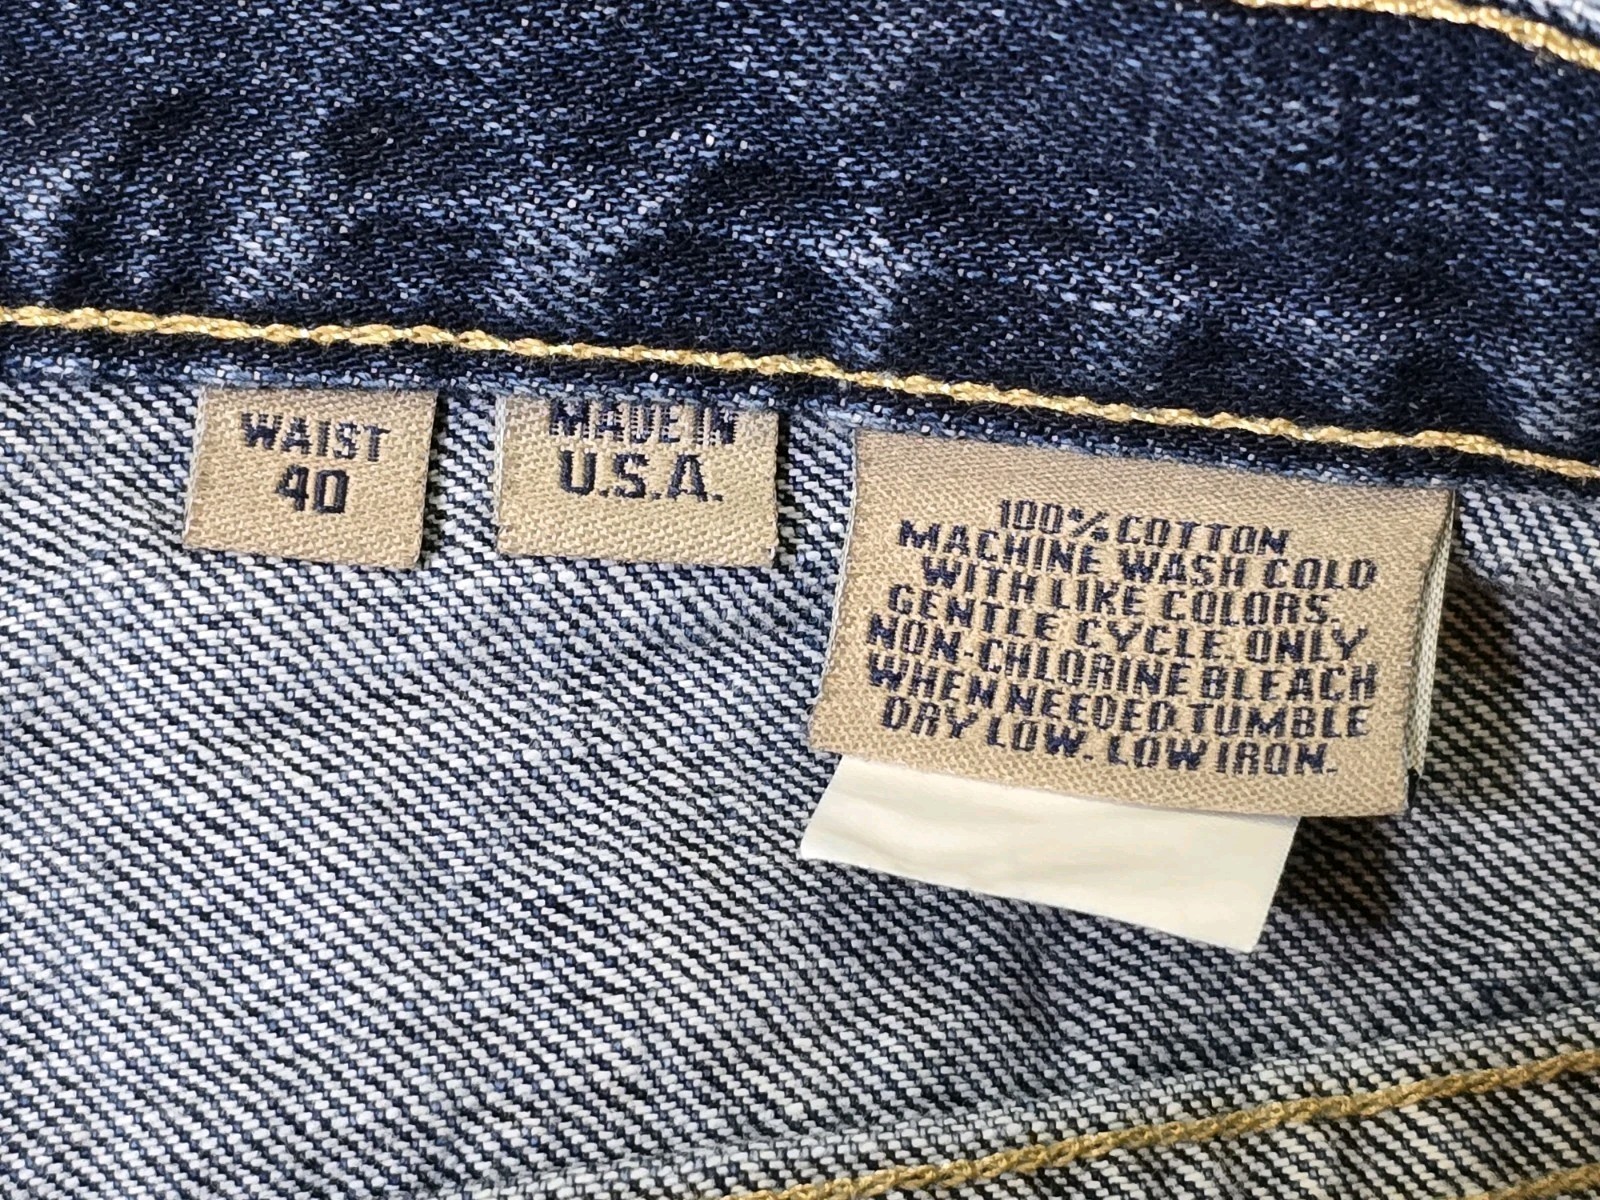 WAIST
40
MADE IN
U.S.A.
100% COTTON
MACHINE WASH COLD
WITH LIKE COLORS.
GENTLE CYCLE. ONLY
NON-CHLORINE BLEACH
WHEN NEEDED. TUMBLE
DRY LOW. LOW IRON.